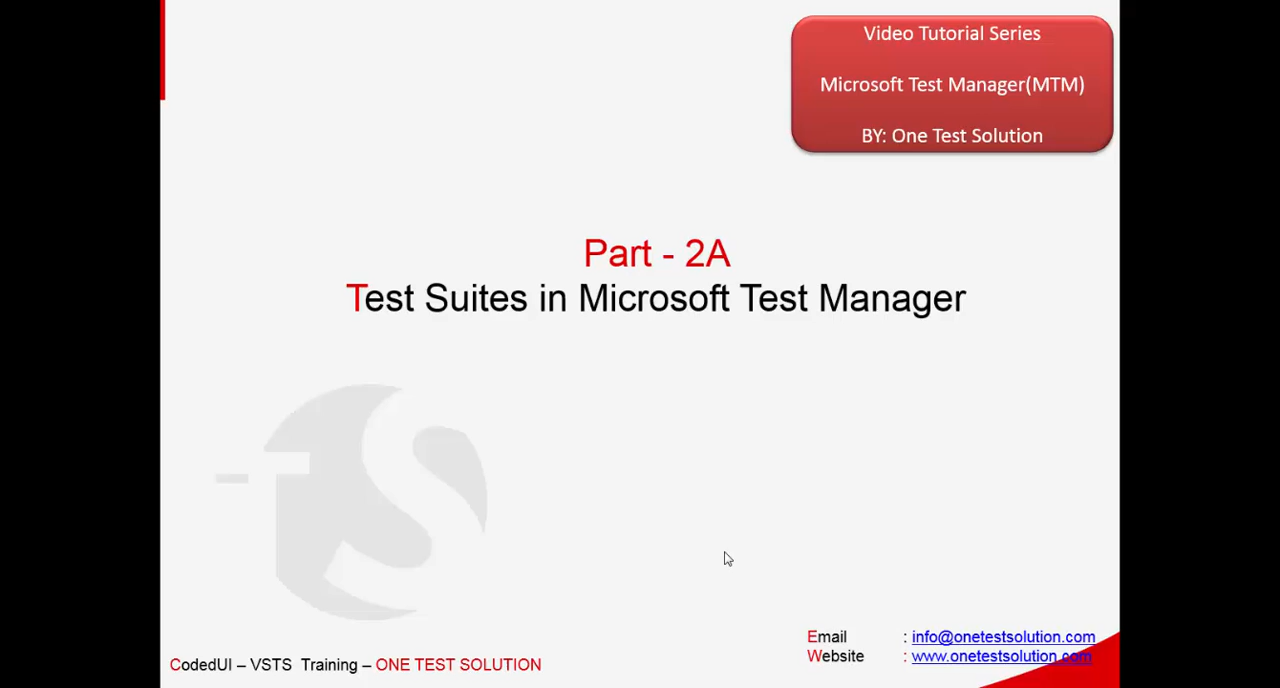 Video Tutorial Series
Microsoft Test Manager(MTM)
BY: One Test Solution
Part - 2A
Test Suites in Microsoft Test Manager
Email : info@onetestsolution.com
Website : www.onetestsolution.com
CodedUI – VSTS Training – ONE TEST SOLUTION